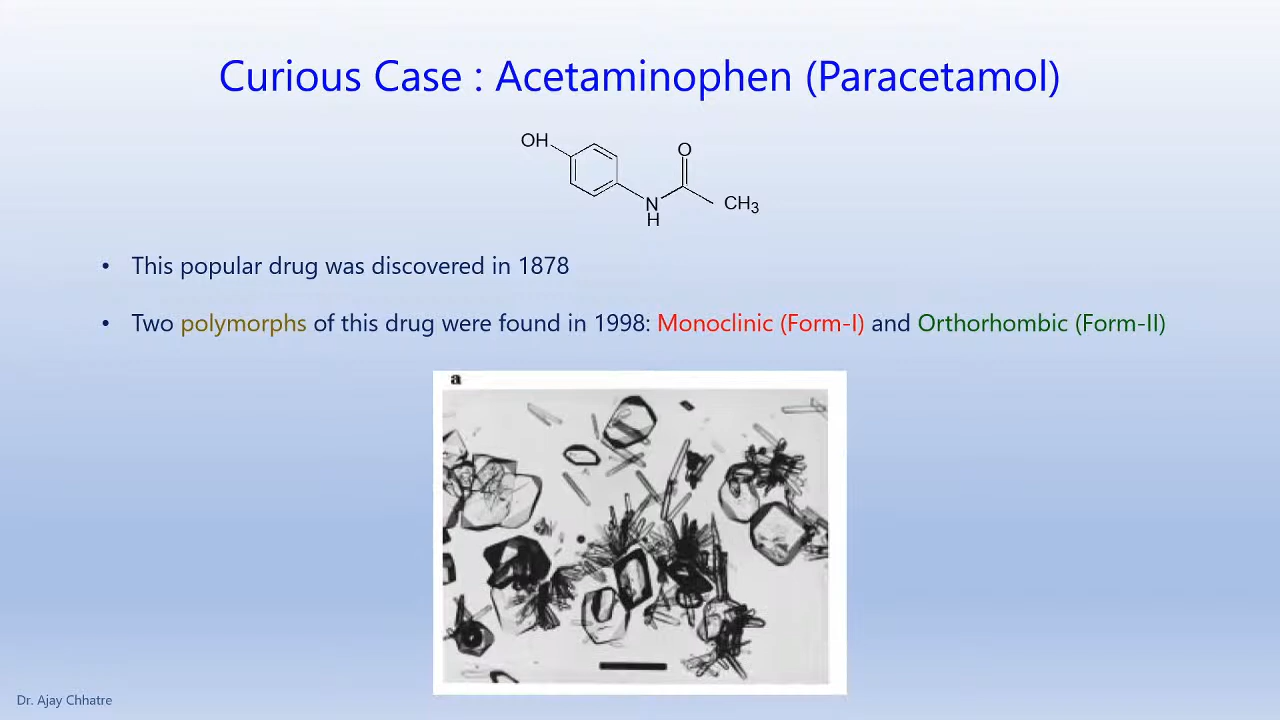 Curious Case : Acetaminophen (Paracetamol)
OH
O
N
H
CH3
• This popular drug was discovered in 1878
• Two polymorphs of this drug were found in 1998: Monoclinic (Form-I) and Orthorhombic (Form-II)
a
Dr. Ajay Chhatre